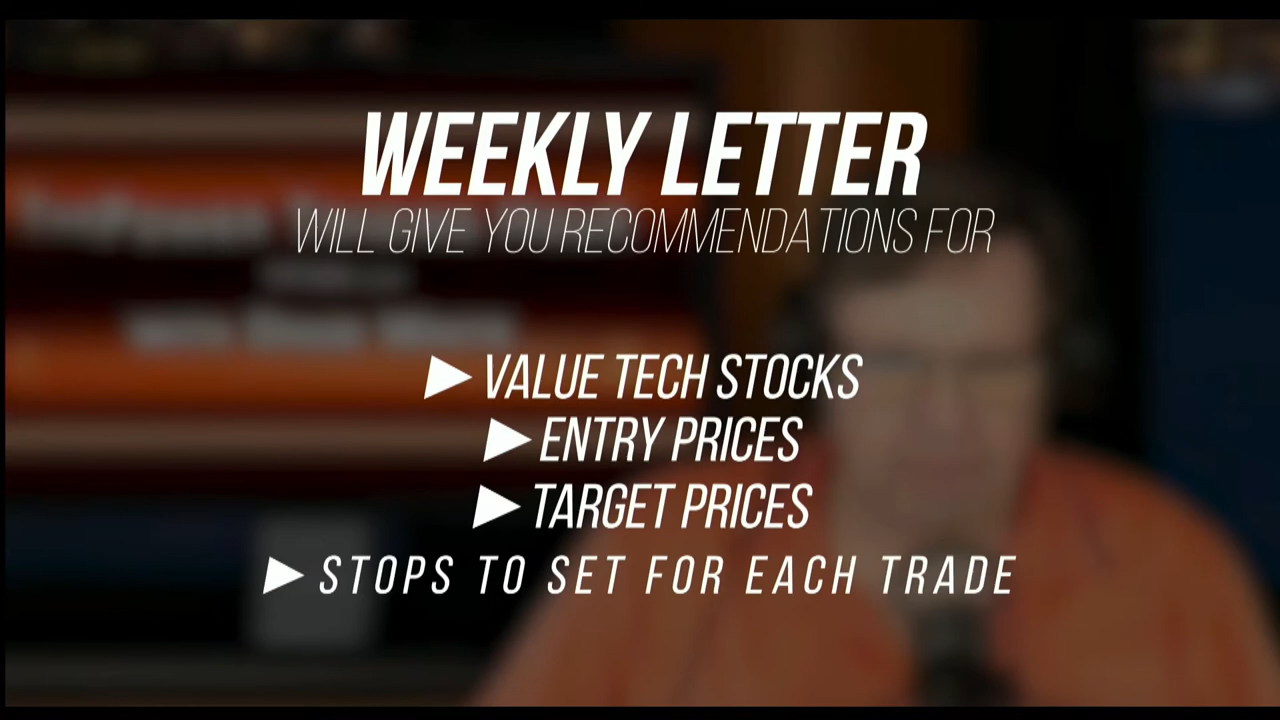 WEEKLY LETTER
WILL GIVE YOU RECOMMENDATIONS FOR
VALUE TECH STOCKS
ENTRY PRICES
TARGET PRICES
STOPS TO SET FOR EACH TRADE